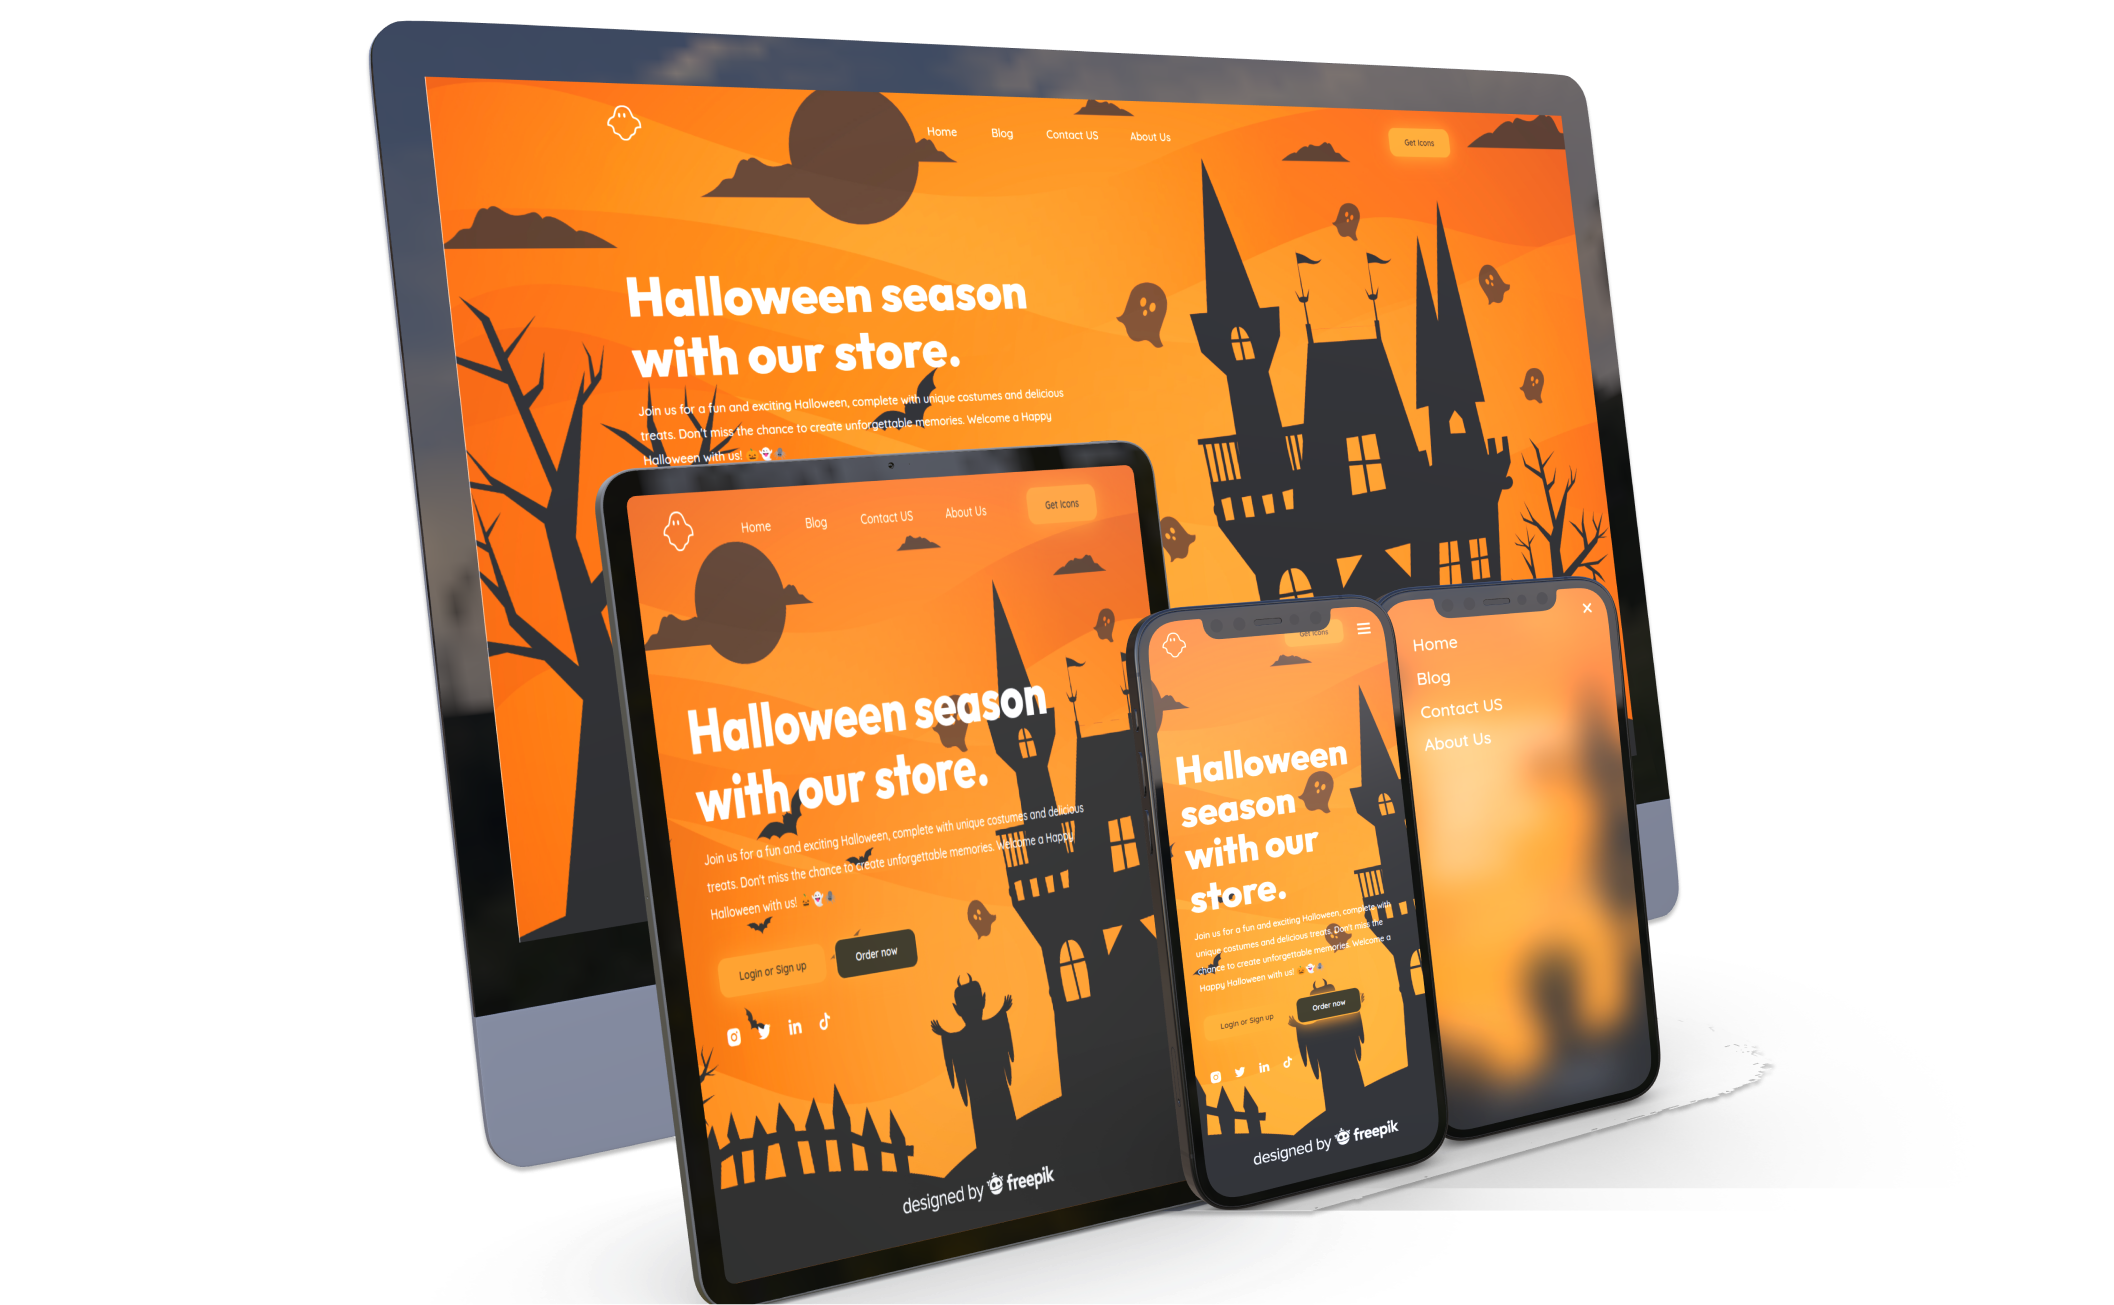 Home Blog Contact US About Us Get Icons
Halloween season
with our store.
Join us for a fun and exciting Halloween, complete with unique costumes and delicious
treats. Don't miss the chance to create unforgettable memories. Welcome a Happy
Halloween with us! 🎃👻
Home Blog Contact US About Us Get icons
Halloween season
with our store.
Join us for a fun and exciting Halloween, complete with unique costumes and delicious
treats. Don't miss the chance to create unforgettable memories. Welcome a Happy
Halloween with us! 🎃👻
Login or Sign up Order now
in
designed by freepik
Get icons
Halloween
season
with our
store.
Join us for a fun and exciting Halloween, complete with
unique costumes and delicious treats. Don't miss the
chance to create unforgettable memories. Welcome a
Happy Halloween with us! 🎃👻
Login or Sign up Order now
in
designed by freepik
Home
Blog
Contact US
About Us